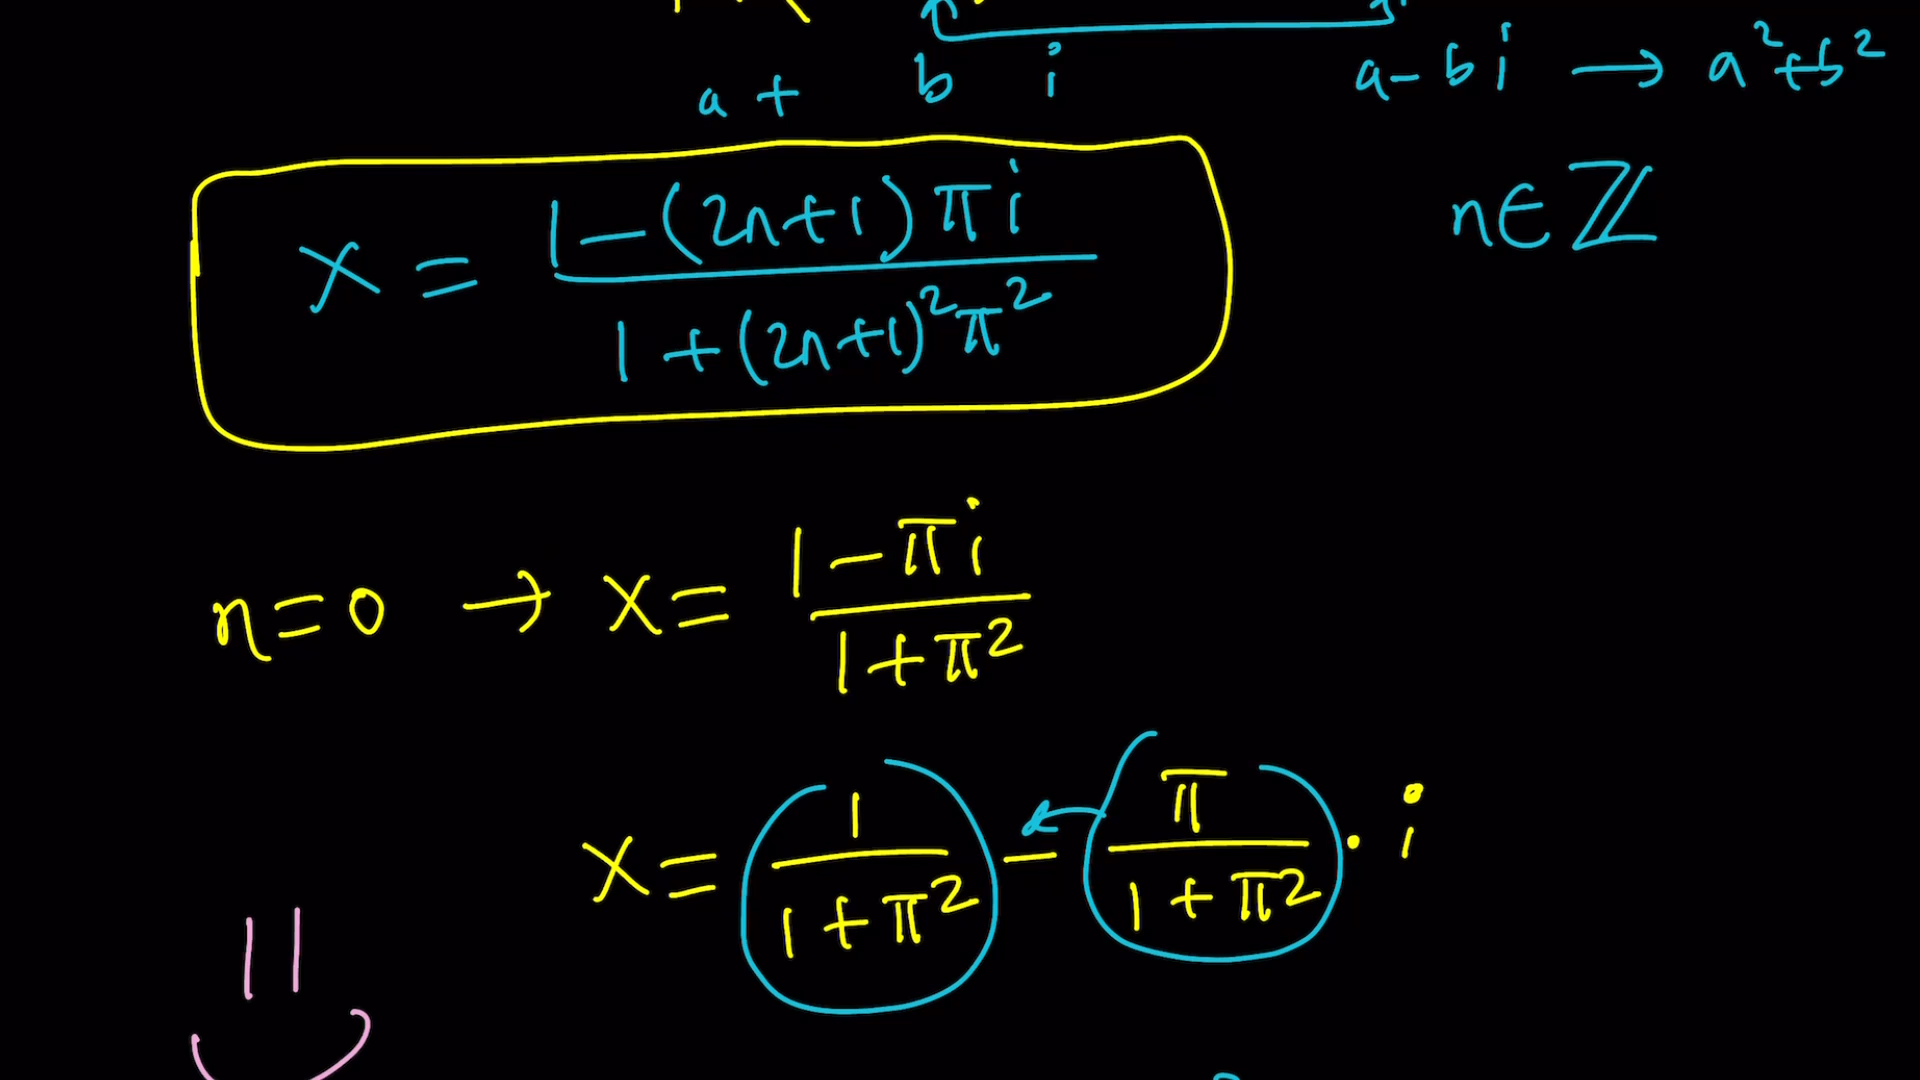 a + b i a - b i → a² + b²
x = (1 - (2n+1)πi) / (1 + (2n+1)²π²) n ∈ ℤ
n = 0 → x = (1 - πi) / (1 + π²)
x = 1 / (1 + π²) - π / (1 + π²) · i